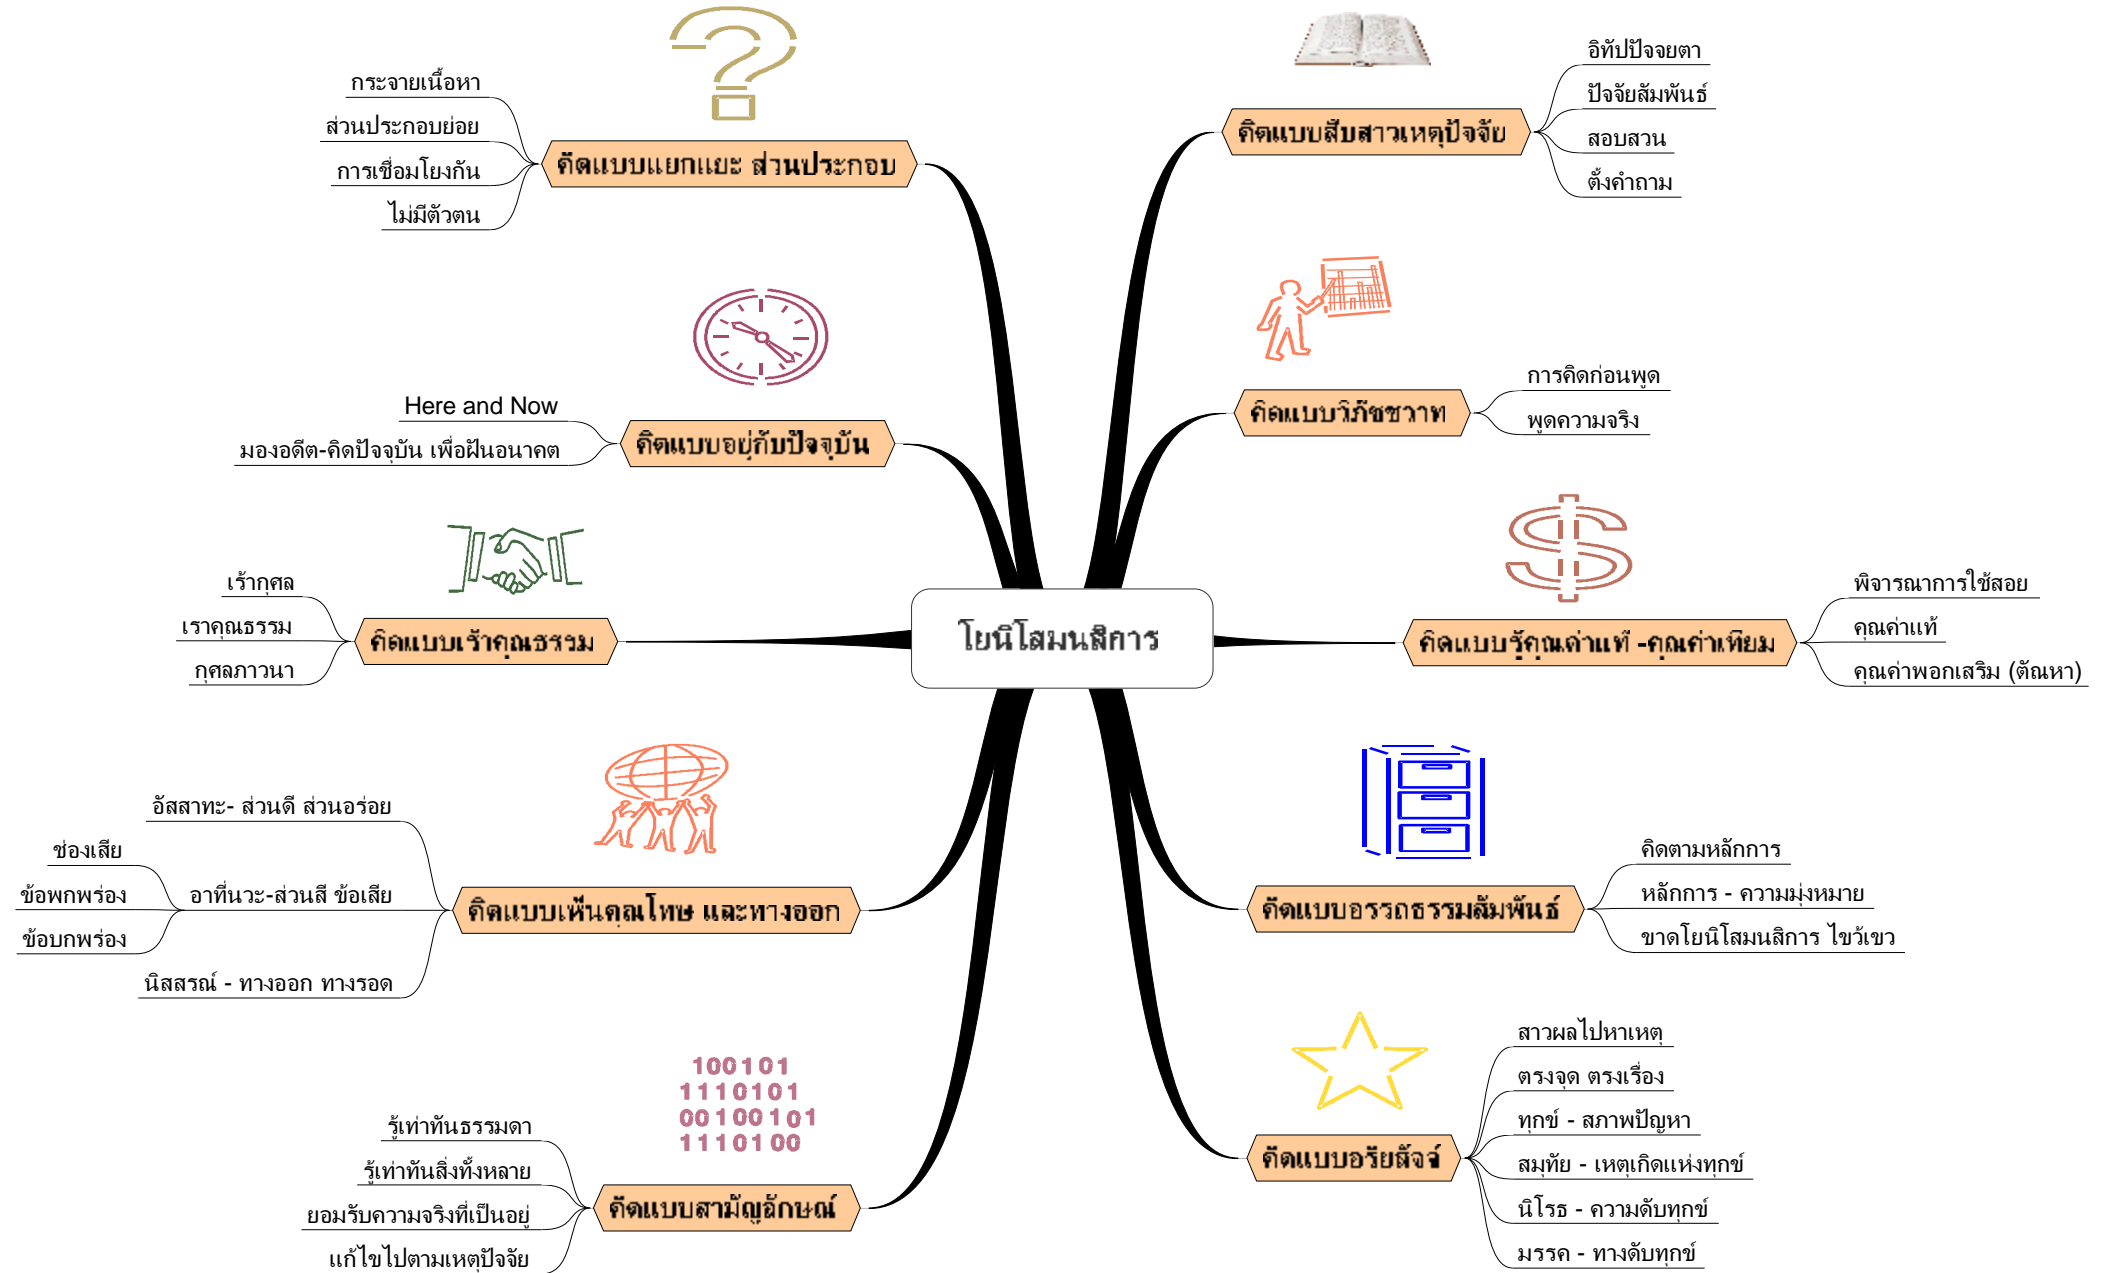 โยนิโสมนสิการ
คิดแบบสืบสาวเหตุปัจจัย
อิทัปปัจจยตา
ปัจจัยสัมพันธ์
สอบสวน
ตั้งคำถาม
คิดแบบวิภัชชวาท
การคิดก่อนพูด
พูดความจริง
คิดแบบรู้คุณค่าแท้ -คุณค่าเทียม
พิจารณาการใช้สอย
คุณค่าแท้
คุณค่าพอกเสริม (ตัณหา)
คิดแบบอรรถธรรมสัมพันธ์
คิดตามหลักการ
หลักการ - ความมุ่งหมาย
ขาดโยนิโสมนสิการ ไขว้เขว
คิดแบบอริยสัจจ์
สาวผลไปหาเหตุ
ตรงจุด ตรงเรื่อง
ทุกข์ - สภาพปัญหา
สมุทัย - เหตุเกิดแห่งทุกข์
นิโรธ - ความดับทุกข์
มรรค - ทางดับทุกข์
คิดแบบแยกแยะ ส่วนประกอบ
กระจายเนื้อหา
ส่วนประกอบย่อย
การเชื่อมโยงกัน
ไม่มีตัวตน
คิดแบบอยู่กับปัจจุบัน
Here and Now
มองอดีต-คิดปัจจุบัน เพื่อฝันอนาคต
คิดแบบเร้าคุณธรรม
เร้ากุศล
เราคุณธรรม
กุศลภาวนา
คิดแบบเห็นคุณโทษ และทางออก
อัสสาทะ- ส่วนดี ส่วนอร่อย
อาที่นวะ-ส่วนสี ข้อเสีย
ช่องเสีย
ข้อพกพร่อง
ข้อบกพร่อง
นิสสรณ์ - ทางออก ทางรอด
100101
1110101
00100101
1110100
คิดแบบสามัญลักษณ์
รู้เท่าทันธรรมดา
รู้เท่าทันสิ่งทั้งหลาย
ยอมรับความจริงที่เป็นอยู่
แก้ไขไปตามเหตุปัจจัย